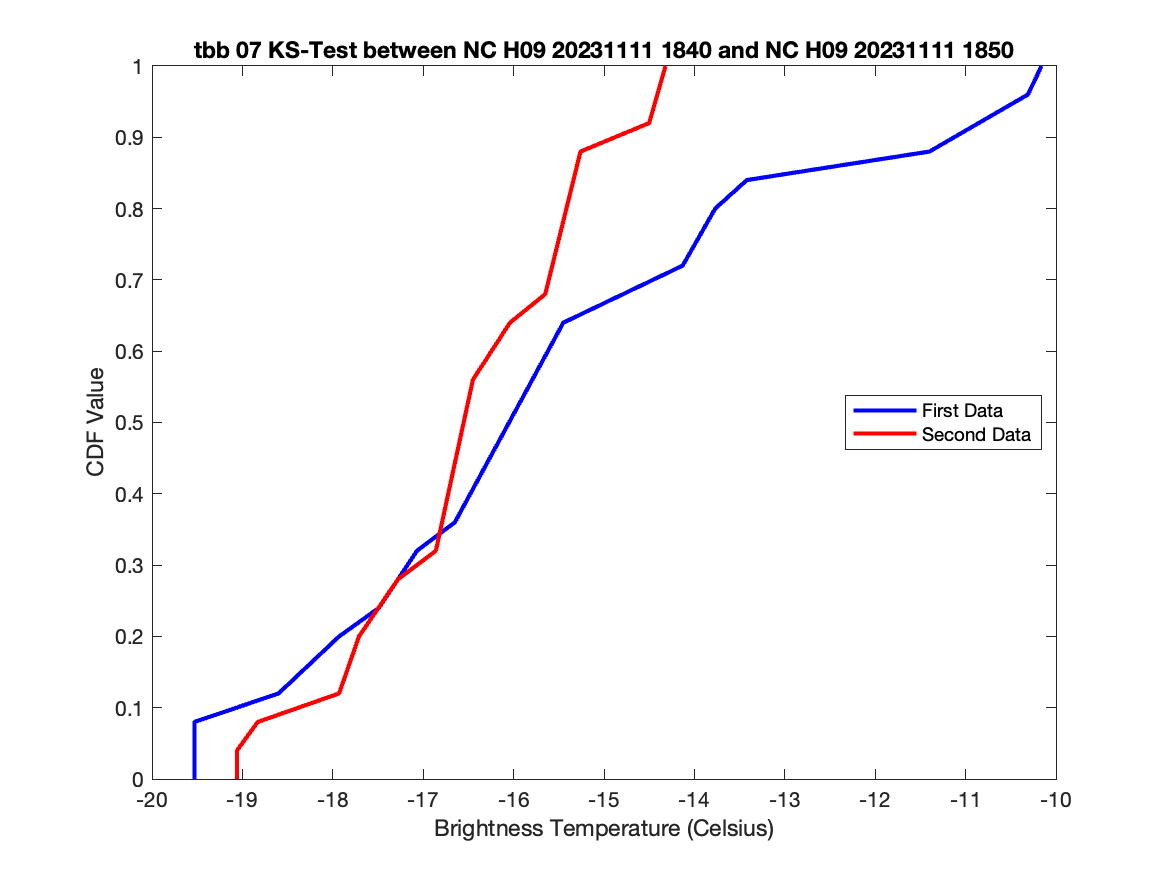 tbb 07 KS-Test between NC H09 20231111 1840 and NC H09 20231111 1850
1
0.9
0.8
0.7
0.6
0.5
0.4
0.3
0.2
0.1
0
CDF Value
First Data
Second Data
-20 -19 -18 -17 -16 -15 -14 -13 -12 -11 -10
Brightness Temperature (Celsius)